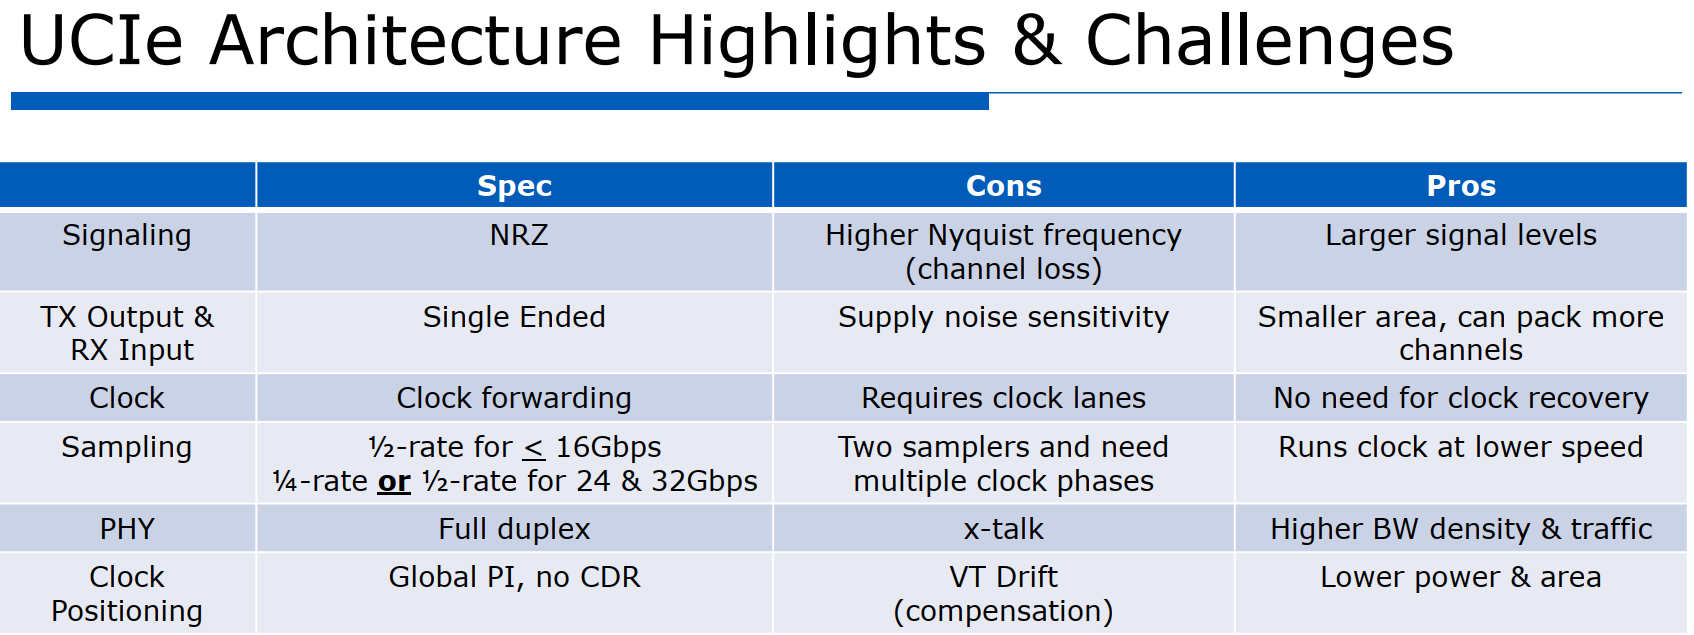 UCIe Architecture Highlights & Challenges
Spec Cons Pros
Signaling NRZ Higher Nyquist frequency Larger signal levels
(channel loss)
TX Output & Single Ended Supply noise sensitivity Smaller area, can pack more
RX Input channels
Clock Clock forwarding Requires clock lanes No need for clock recovery
Sampling ½-rate for < 16Gbps Two samplers and need Runs clock at lower speed
¼-rate or ½-rate for 24 & 32Gbps multiple clock phases
PHY Full duplex x-talk Higher BW density & traffic
Clock Global PI, no CDR VT Drift Lower power & area
Positioning (compensation)